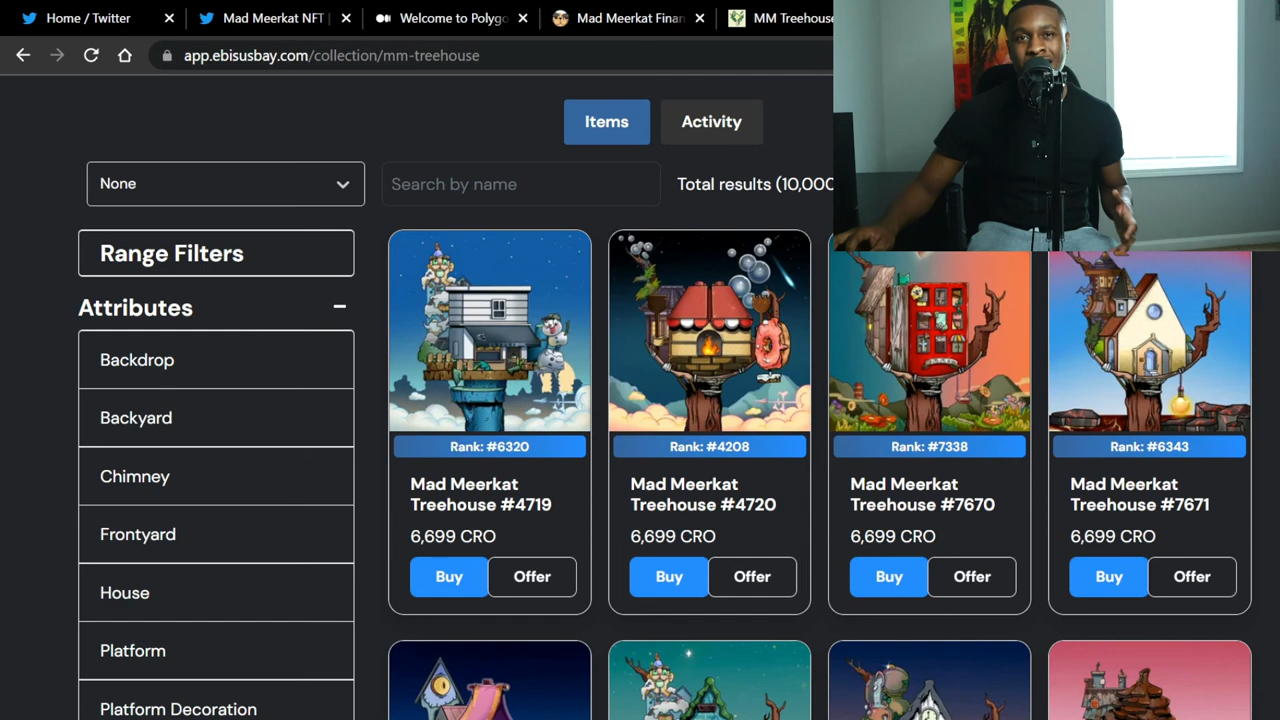 Home / Twitter
Mad Meerkat NFT |
Welcome to Polygo
Mad Meerkat Finan
MM Treehouse
app.ebisusbay.com/collection/mm-treehouse
Items
Activity
None
Search by name
Total results (10,000
Range Filters
Attributes
Backdrop
Backyard
Chimney
Frontyard
House
Platform
Platform Decoration
Rank: #6320
Mad Meerkat
Treehouse #4719
6,699 CRO
Buy
Offer
Rank: #4208
Mad Meerkat
Treehouse #4720
6,699 CRO
Buy
Offer
Rank: #7338
Mad Meerkat
Treehouse #7670
6,699 CRO
Buy
Offer
Rank: #6343
Mad Meerkat
Treehouse #7671
6,699 CRO
Buy
Offer